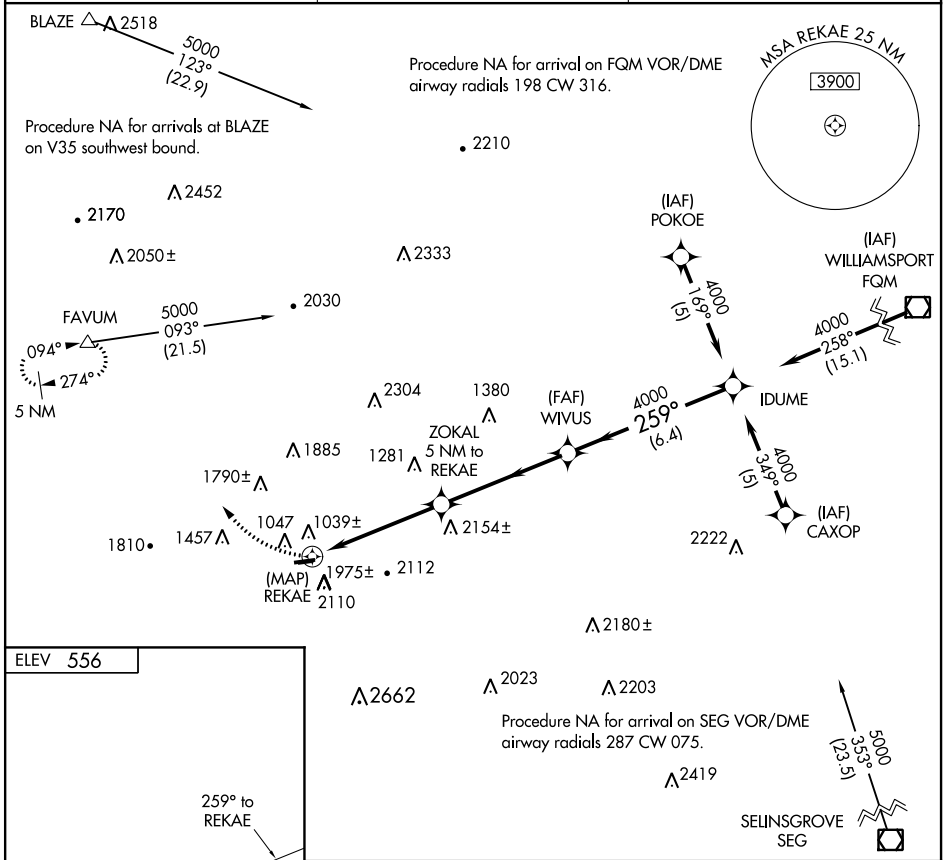 BLAZE
2518
5000
123°
(22.9)
Procedure NA for arrival on FQM VOR/DME
airway radials 198 CW 316.
MSA REKAE 25 NM
3900
Procedure NA for arrivals at BLAZE
on V35 southwest bound.
2210
2452
2170
2050±
2333
(IAF)
POKOE
4000
169°
(5)
(IAF)
WILLIAMSPORT
FQM
4000
258°
(15.1)
2030
FAVUM
5000
093°
(21.5)
094°
274°
5 NM
2304
1380
(FAF)
WIVUS
4000
259°
(6.4)
IDUME
ZOKAL
5 NM to
REKAE
1885
1281
1790±
4000
349°
(5)
(IAF)
CAXOP
1810
1457
1047
1039±
2154±
2222
(MAP)
REKAE
1975±
2112
2110
2180±
ELEV 556
2662
2023
2203
Procedure NA for arrival on SEG VOR/DME
airway radials 287 CW 075.
5000
353°
(23.5)
2419
259° to
REKAE
SELINSGROVE
SEG